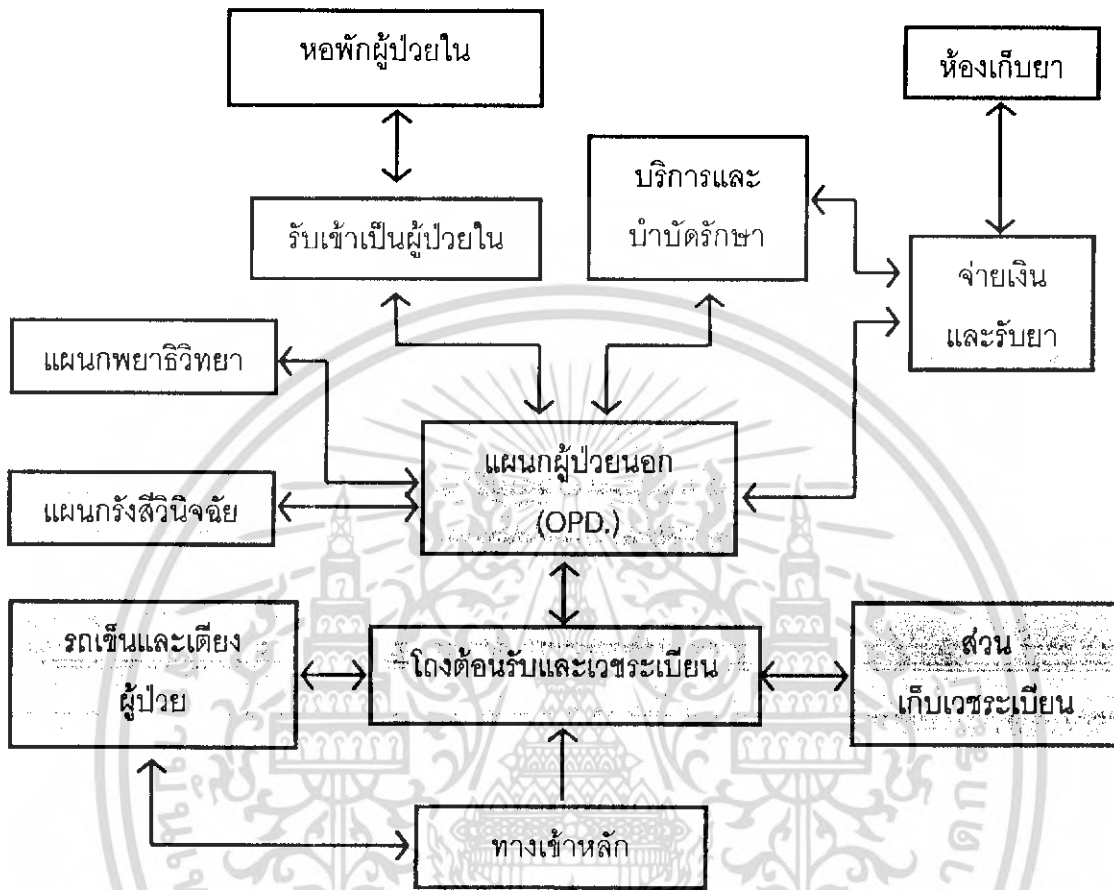 หอพักผู้ป่วยใน
ห้องเก็บยา
บริการและ
บำบัดรักษา
รับเข้าเป็นผู้ป่วยใน
จ่ายเงิน
และรับยา
แผนกพยาธิวิทยา
แผนกผู้ป่วยนอก
(OPD.)
แผนกรังสีวินิจฉัย
รถเข็นและเตียง
ผู้ป่วย
โถงต้อนรับและเวชระเบียน
ส่วน
เก็บเวชระเบียน
ทางเข้าหลัก